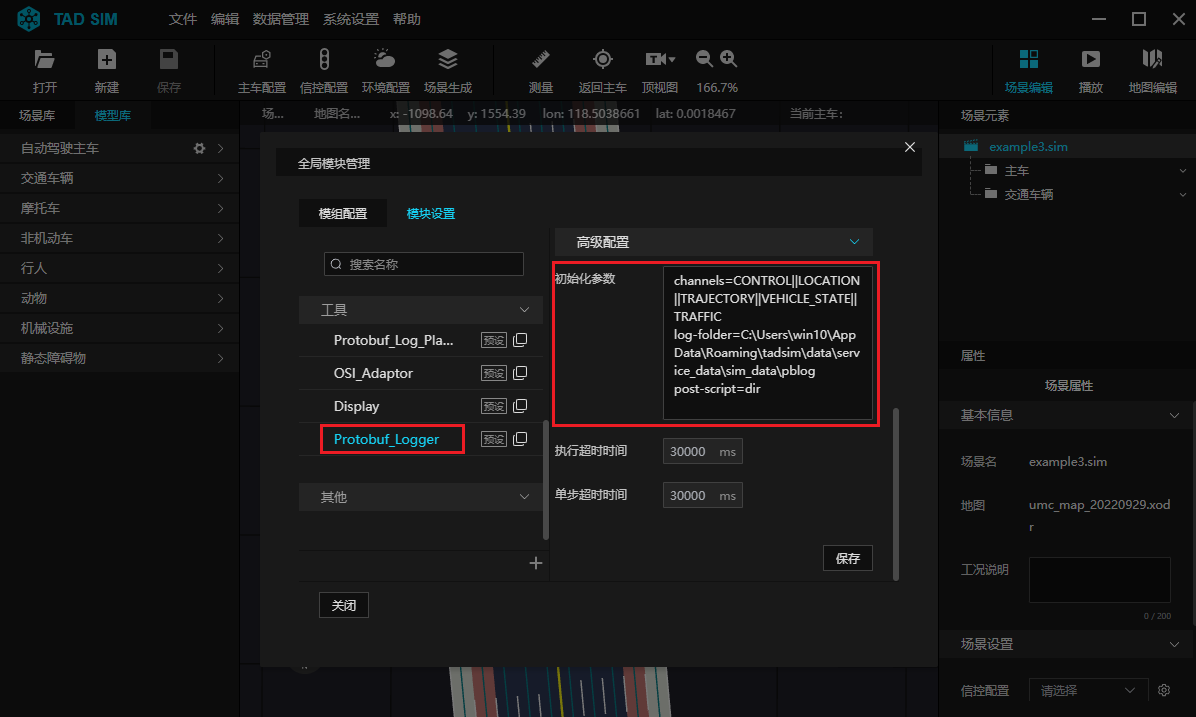 TAD SIM
文件 编辑 数据管理 系统设置 帮助
打开 新建 保存 主车配置 信控配置 环境配置 场景生成 测量 返回主车 顶视图 166.7% 场景编辑 播放 地图编辑
场景库 模型库
场... 地图名... x: -1098.64 y: 1554.39 lon: 118.5038661 lat: 0.0018467 当前主车:
场景元素
自动驾驶主车
交通车辆
摩托车
非机动车
行人
动物
机械设施
静态障碍物
全局模块管理
模组配置 模块设置
搜索名称
工具
Protobuf_Log_Pla... 预设
OSI_Adaptor 预设
Display 预设
Protobuf_Logger 预设
其他
关闭
高级配置
初始化参数
channels=CONTROL||LOCATION
||TRAJECTORY||VEHICLE_STATE||
TRAFFIC
log-folder=C:\Users\win10\App
Data\Roaming\tadsim\data\serv
ice_data\sim_data\pblog
post-script=dir
执行超时时间 30000 ms
单步超时时间 30000 ms
保存
example3.sim
主车
交通车辆
属性
场景属性
基本信息
场景名 example3.sim
地图 umc_map_20220929.xod
r
工况说明
0 / 200
场景设置
信控配置 请选择